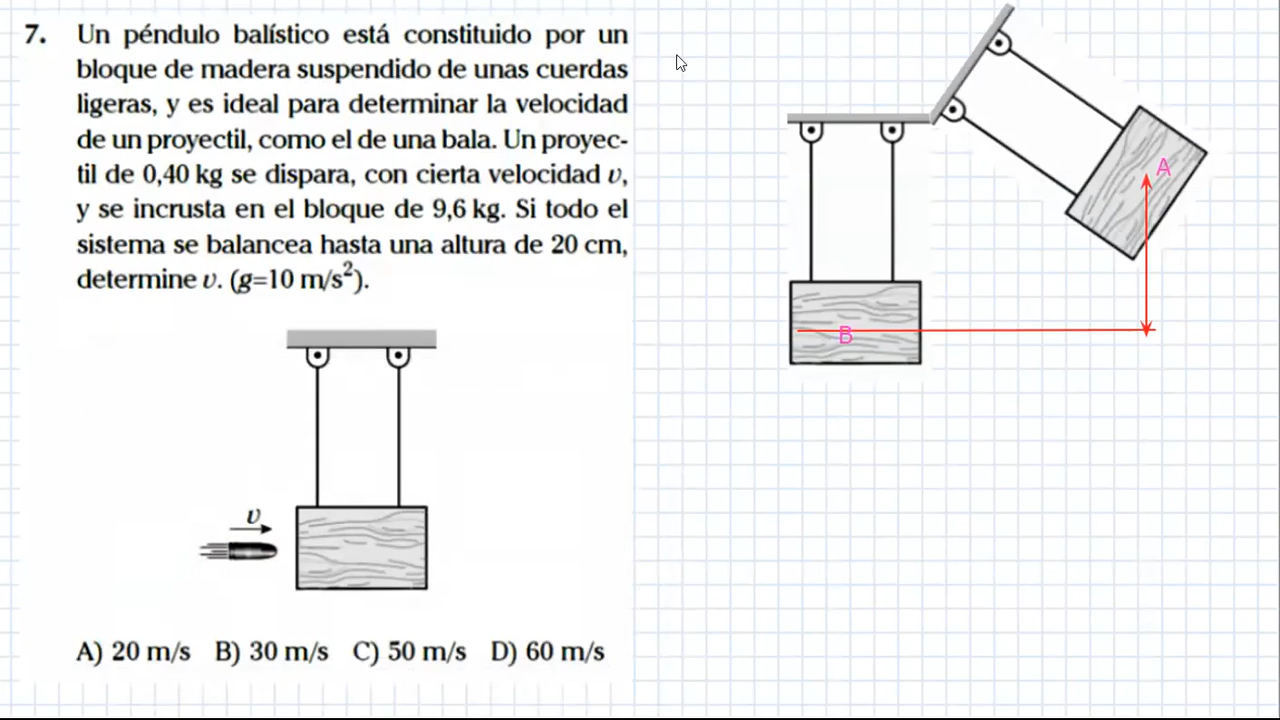 7. Un péndulo balístico está constituido por un
bloque de madera suspendido de unas cuerdas
ligeras, y es ideal para determinar la velocidad
de un proyectil, como el de una bala. Un proyec-
til de 0,40 kg se dispara, con cierta velocidad v,
y se incrusta en el bloque de 9,6 kg. Si todo el
sistema se balancea hasta una altura de 20 cm,
determine v. (g=10 m/s²).
v
A) 20 m/s B) 30 m/s C) 50 m/s D) 60 m/s
A
B